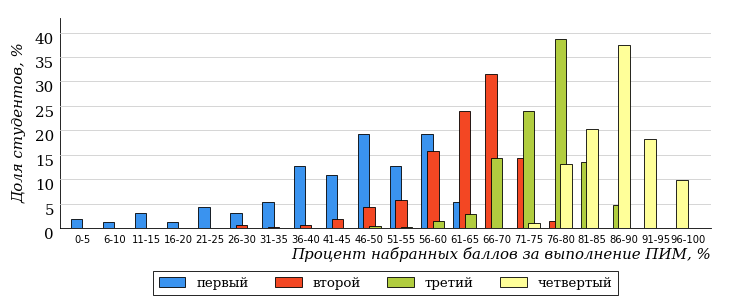 Доля студентов, %
40
35
30
25
20
15
10
5
0
0-5 6-10 11-15 16-20 21-25 26-30 31-35 36-40 41-45 46-50 51-55 56-60 61-65 66-70 71-75 76-80 81-85 86-90 91-95 96-100
Процент набранных баллов за выполнение ПИМ, %
первый второй третий четвертый